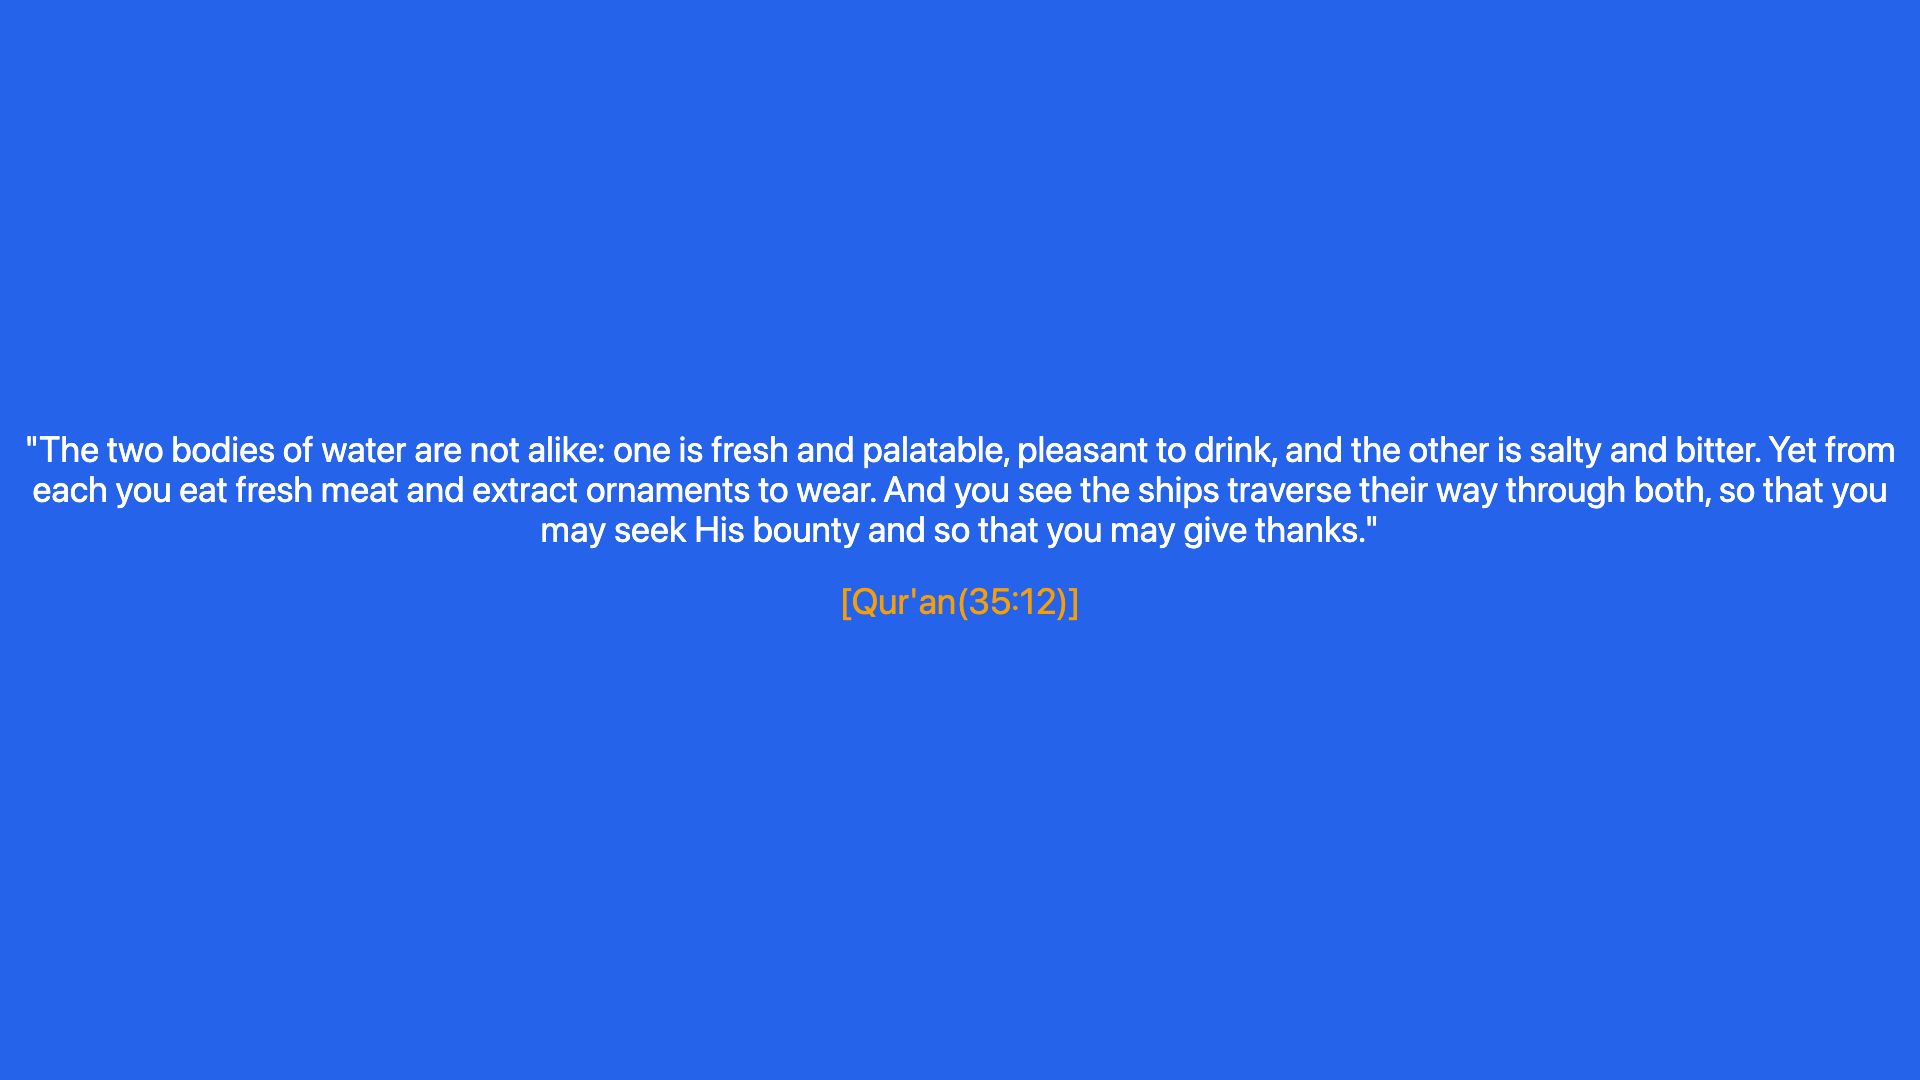 "The two bodies of water are not alike: one is fresh and palatable, pleasant to drink, and the other is salty and bitter. Yet from
each you eat fresh meat and extract ornaments to wear. And you see the ships traverse their way through both, so that you
may seek His bounty and so that you may give thanks."
[Qur'an(35:12)]